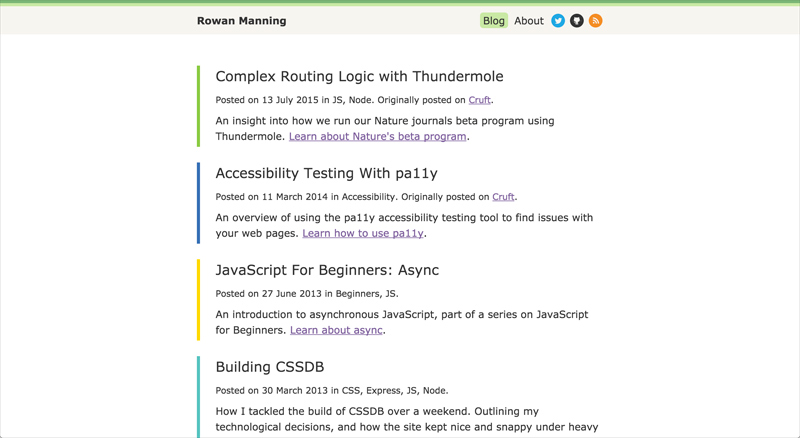 Rowan Manning
Blog About
Complex Routing Logic with Thundermole
Posted on 13 July 2015 in JS, Node. Originally posted on Cruft.
An insight into how we run our Nature journals beta program using
Thundermole. Learn about Nature's beta program.
Accessibility Testing With pa11y
Posted on 11 March 2014 in Accessibility. Originally posted on Cruft.
An overview of using the pa11y accessibility testing tool to find issues with
your web pages. Learn how to use pa11y.
JavaScript For Beginners: Async
Posted on 27 June 2013 in Beginners, JS.
An introduction to asynchronous JavaScript, part of a series on JavaScript
for Beginners. Learn about async.
Building CSSDB
Posted on 30 March 2013 in CSS, Express, JS, Node.
How I tackled the build of CSSDB over a weekend. Outlining my
technological decisions, and how the site kept nice and snappy under heavy